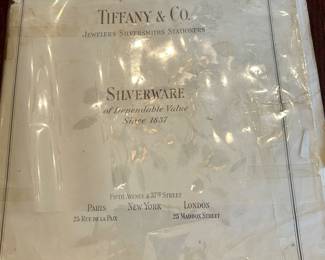 TIFFANY & CO.
JEWELERS SILVERSMITHS STATIONERS
SILVERWARE
of Dependable Value
Since 1837
FIFTH AVENUE & 37TH STREET
PARIS NEW YORK LONDON
25 RUE DE LA PAIX 25 MADDOX STREET